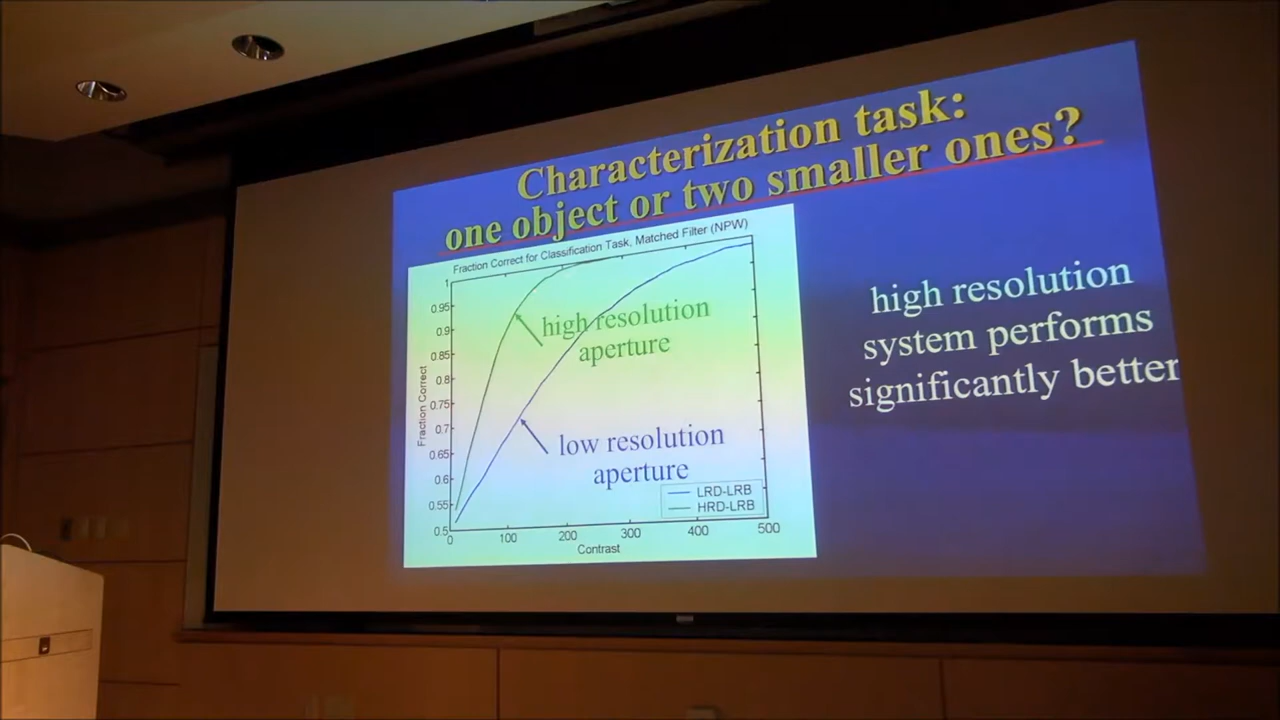 Characterization task:
one object or two smaller ones?
Fraction Correct for Classification Task, Matched Filter (NPW)
1
0.95
0.9
0.85
0.8
0.75
0.7
0.65
0.6
0.55
0.5
Fraction Correct
high resolution
aperture
low resolution
aperture
LRD-LRB
HRD-LRB
0 100 200 300 400 500
Contrast
high resolution
system performs
significantly better